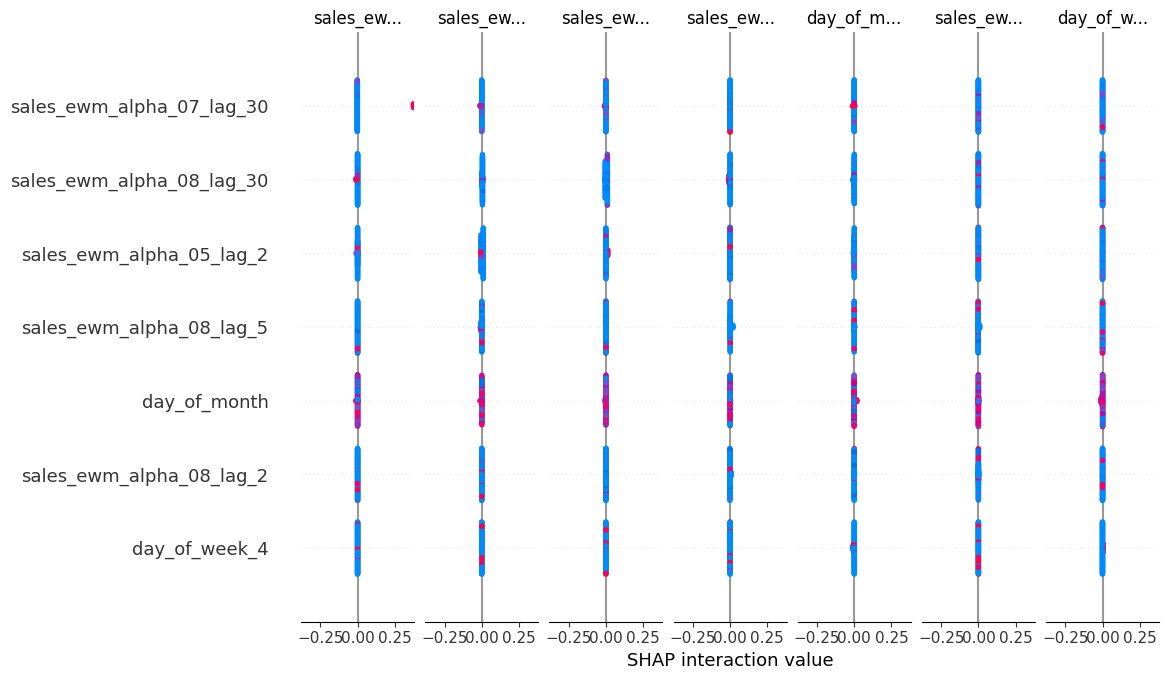 sales_ew... sales_ew... sales_ew... sales_ew... day_of_m... sales_ew... day_of_w...
sales_ewm_alpha_07_lag_30
sales_ewm_alpha_08_lag_30
sales_ewm_alpha_05_lag_2
sales_ewm_alpha_08_lag_5
day_of_month
sales_ewm_alpha_08_lag_2
day_of_week_4
−0.25 0.00 0.25 −0.25 0.00 0.25 −0.25 0.00 0.25 −0.25 0.00 0.25 −0.25 0.00 0.25 −0.25 0.00 0.25 −0.25 0.00 0.25
SHAP interaction value